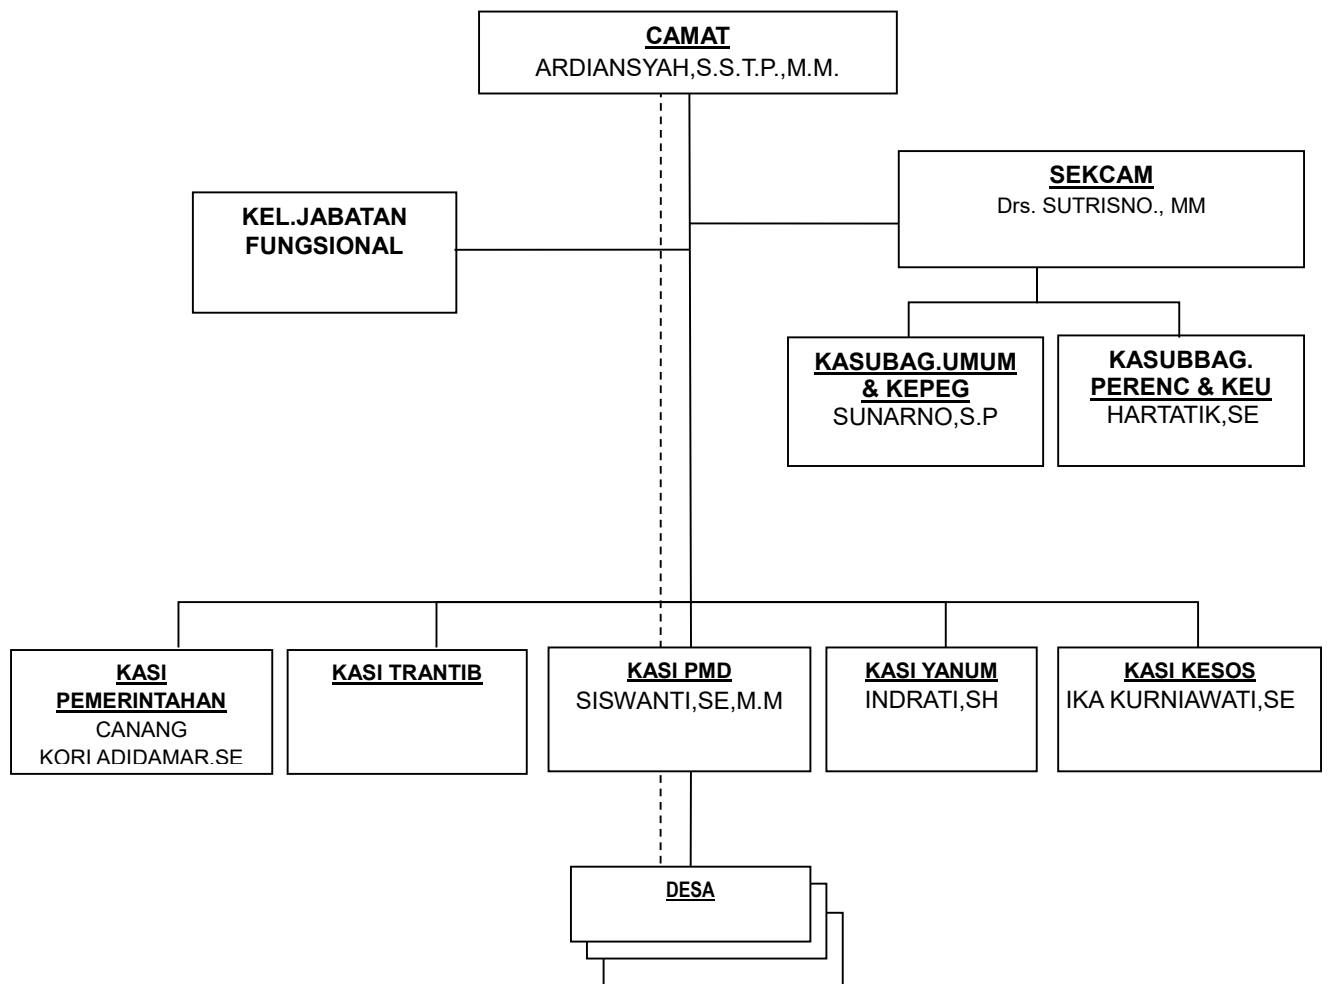 CAMAT
ARDIANSYAH,S.S.T.P.,M.M.
SEKCAM
Drs. SUTRISNO., MM
KEL.JABATAN
FUNGSIONAL
KASUBAG.UMUM
& KEPEG
SUNARNO,S.P
KASUBBAG.
PERENC & KEU
HARTATIK,SE
KASI
PEMERINTAHAN
CANANG
KORI ADIDAMAR.SE
KASI TRANTIB
KASI PMD
SISWANTI,SE,M.M
KASI YANUM
INDRATI,SH
KASI KESOS
IKA KURNIAWATI,SE
DESA